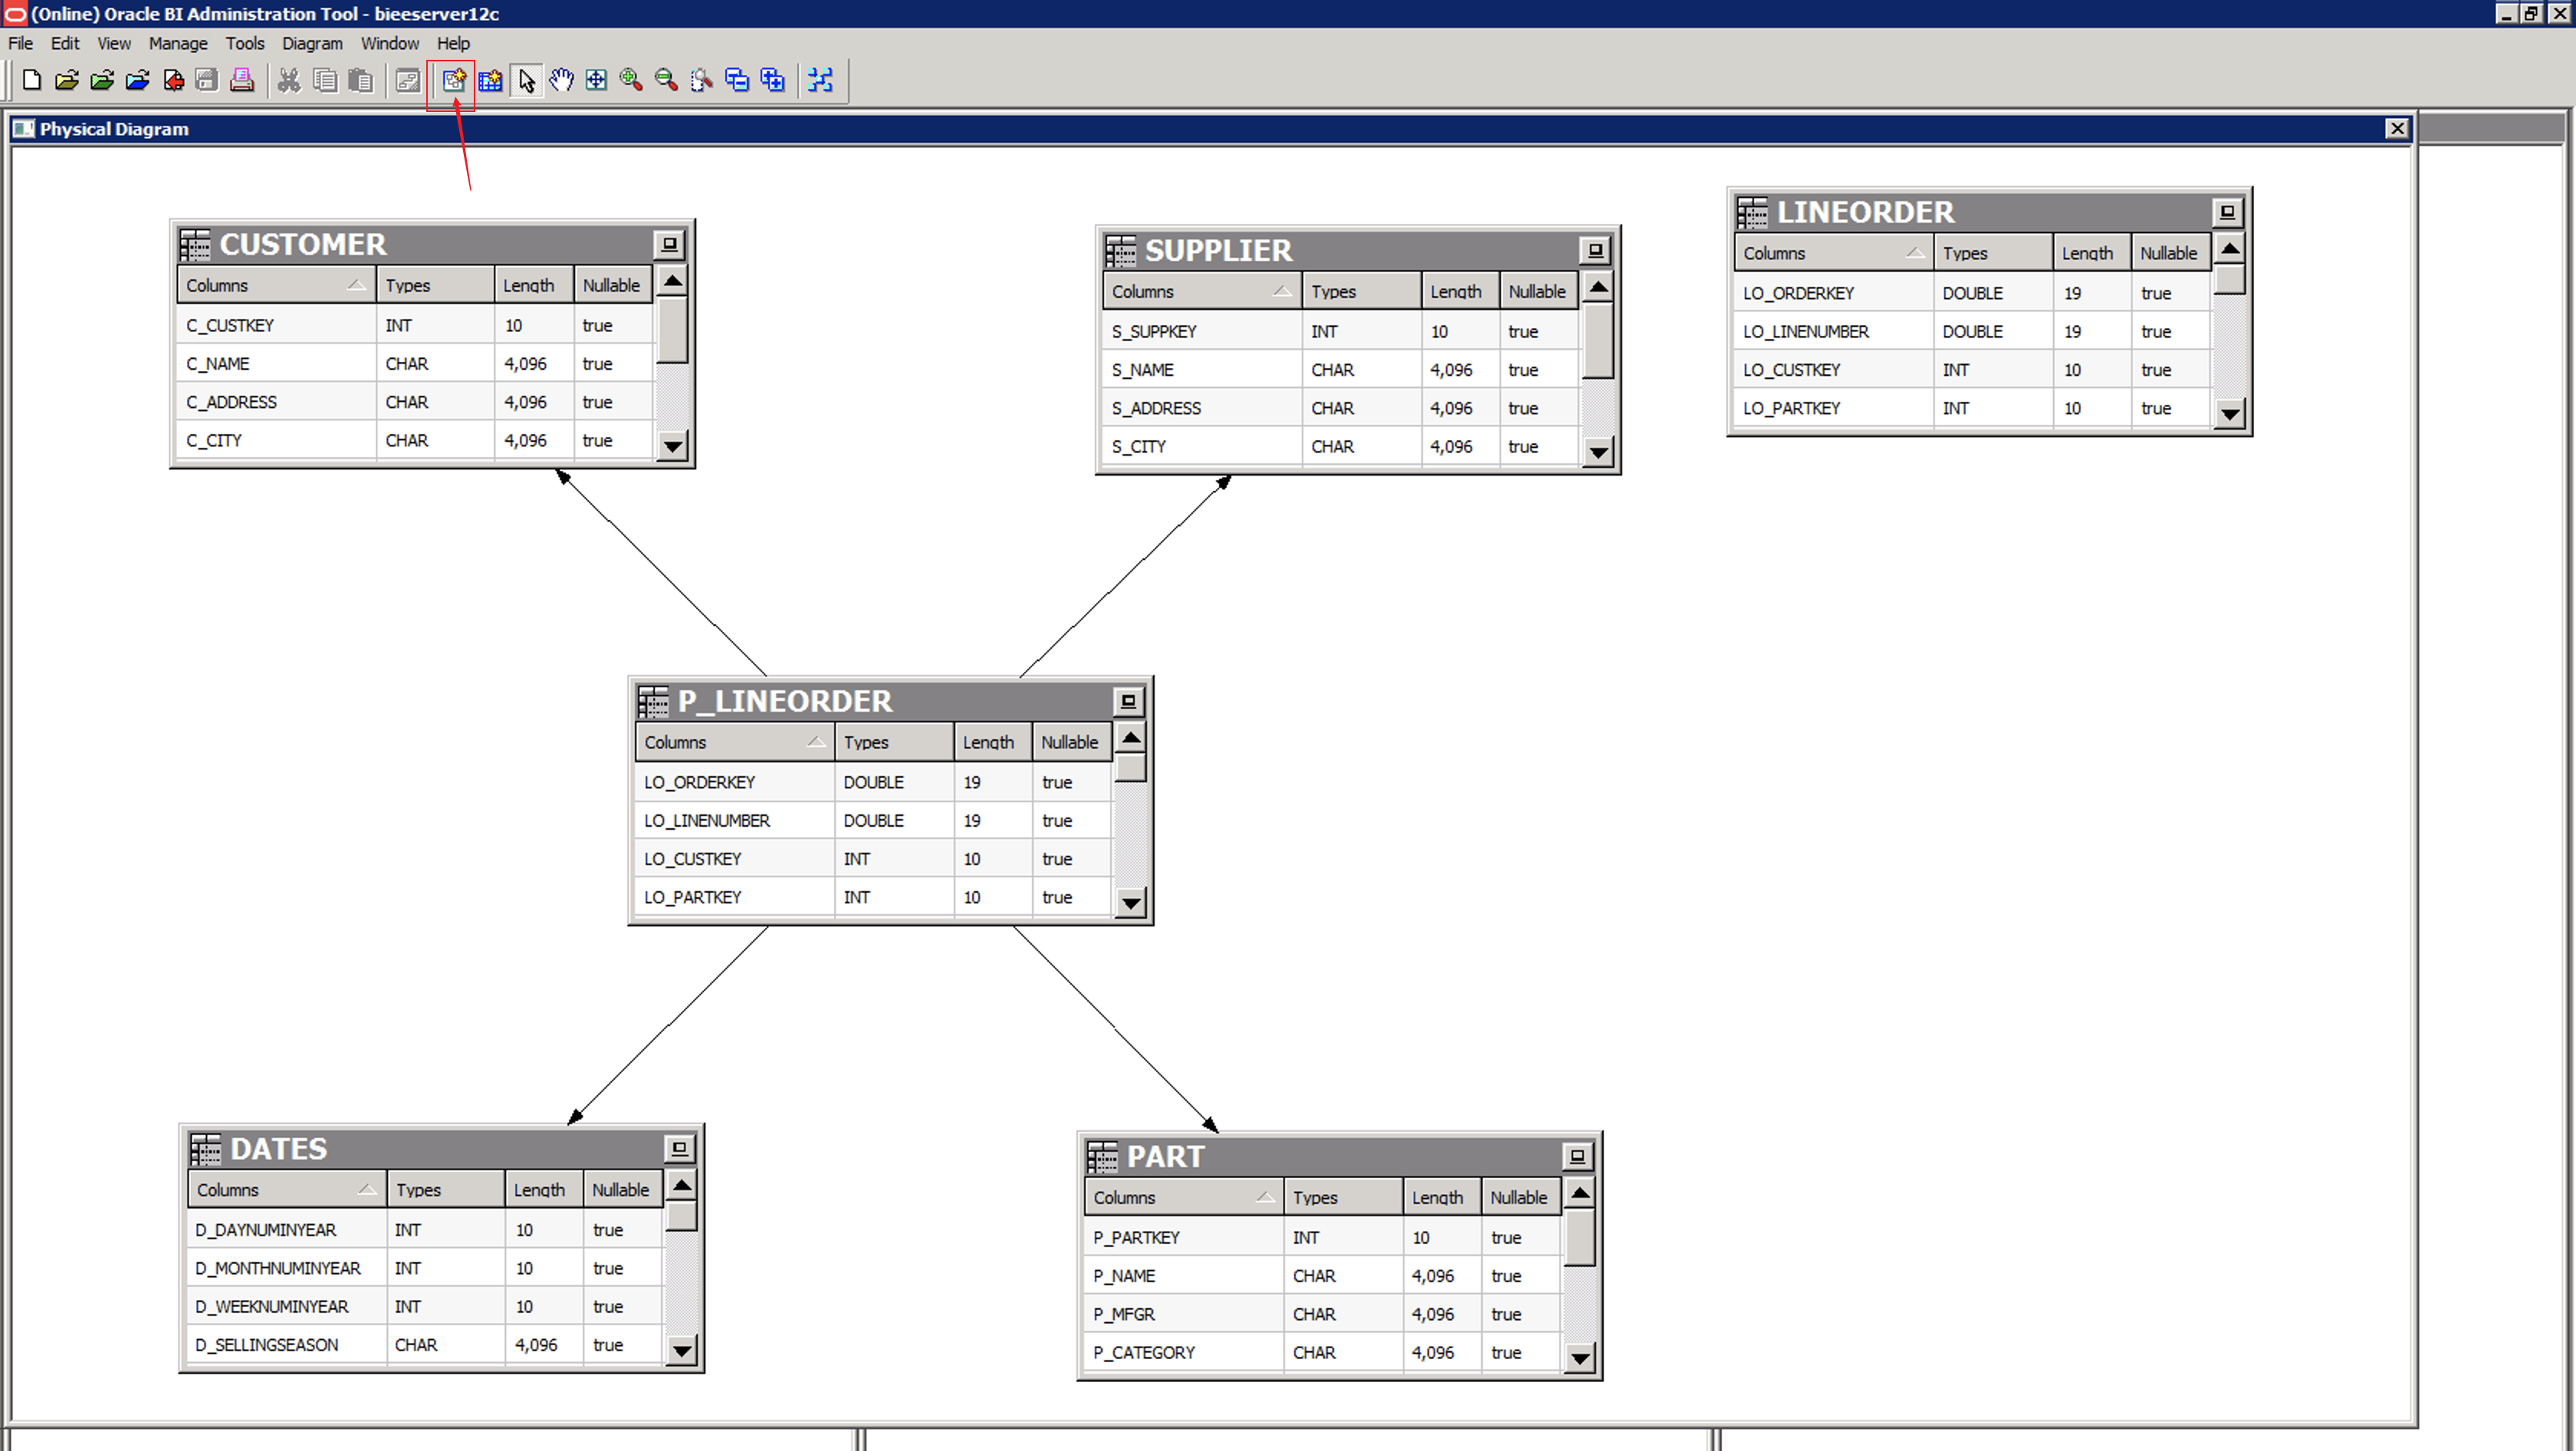 (Online) Oracle BI Administration Tool - bieeserver12c
File Edit View Manage Tools Diagram Window Help
Physical Diagram
CUSTOMER
Columns Types Length Nullable
C_CUSTKEY INT 10 true
C_NAME CHAR 4,096 true
C_ADDRESS CHAR 4,096 true
C_CITY CHAR 4,096 true
SUPPLIER
Columns Types Length Nullable
S_SUPPKEY INT 10 true
S_NAME CHAR 4,096 true
S_ADDRESS CHAR 4,096 true
S_CITY CHAR 4,096 true
LINEORDER
Columns Types Length Nullable
LO_ORDERKEY DOUBLE 19 true
LO_LINENUMBER DOUBLE 19 true
LO_CUSTKEY INT 10 true
LO_PARTKEY INT 10 true
P_LINEORDER
Columns Types Length Nullable
LO_ORDERKEY DOUBLE 19 true
LO_LINENUMBER DOUBLE 19 true
LO_CUSTKEY INT 10 true
LO_PARTKEY INT 10 true
DATES
Columns Types Length Nullable
D_DAYNUMINYEAR INT 10 true
D_MONTHNUMINYEAR INT 10 true
D_WEEKNUMINYEAR INT 10 true
D_SELLINGSEASON CHAR 4,096 true
PART
Columns Types Length Nullable
P_PARTKEY INT 10 true
P_NAME CHAR 4,096 true
P_MFGR CHAR 4,096 true
P_CATEGORY CHAR 4,096 true